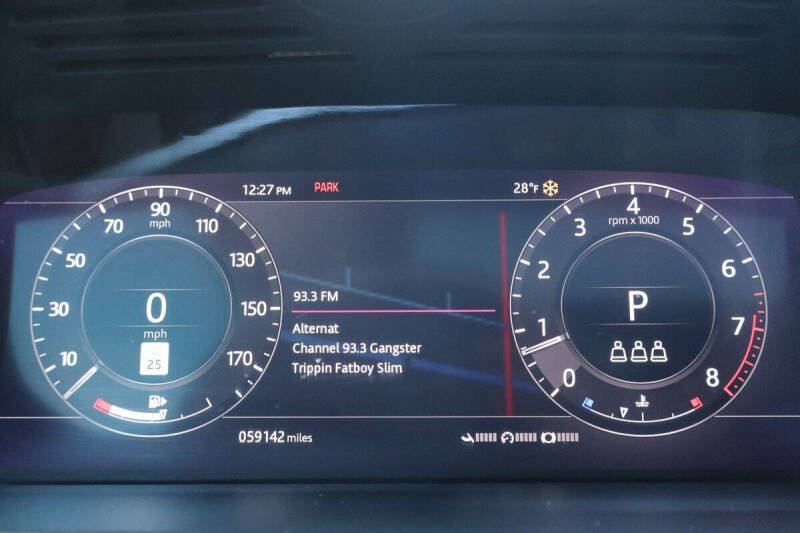 12:27 PM PARK 28°F
10 30 50 70 90 110 130 150 170
mph
0
mph
25
93.3 FM
Alternat
Channel 93.3 Gangster
Trippin Fatboy Slim
0 1 2 3 4 5 6 7 8
rpm x 1000
P
059142 miles